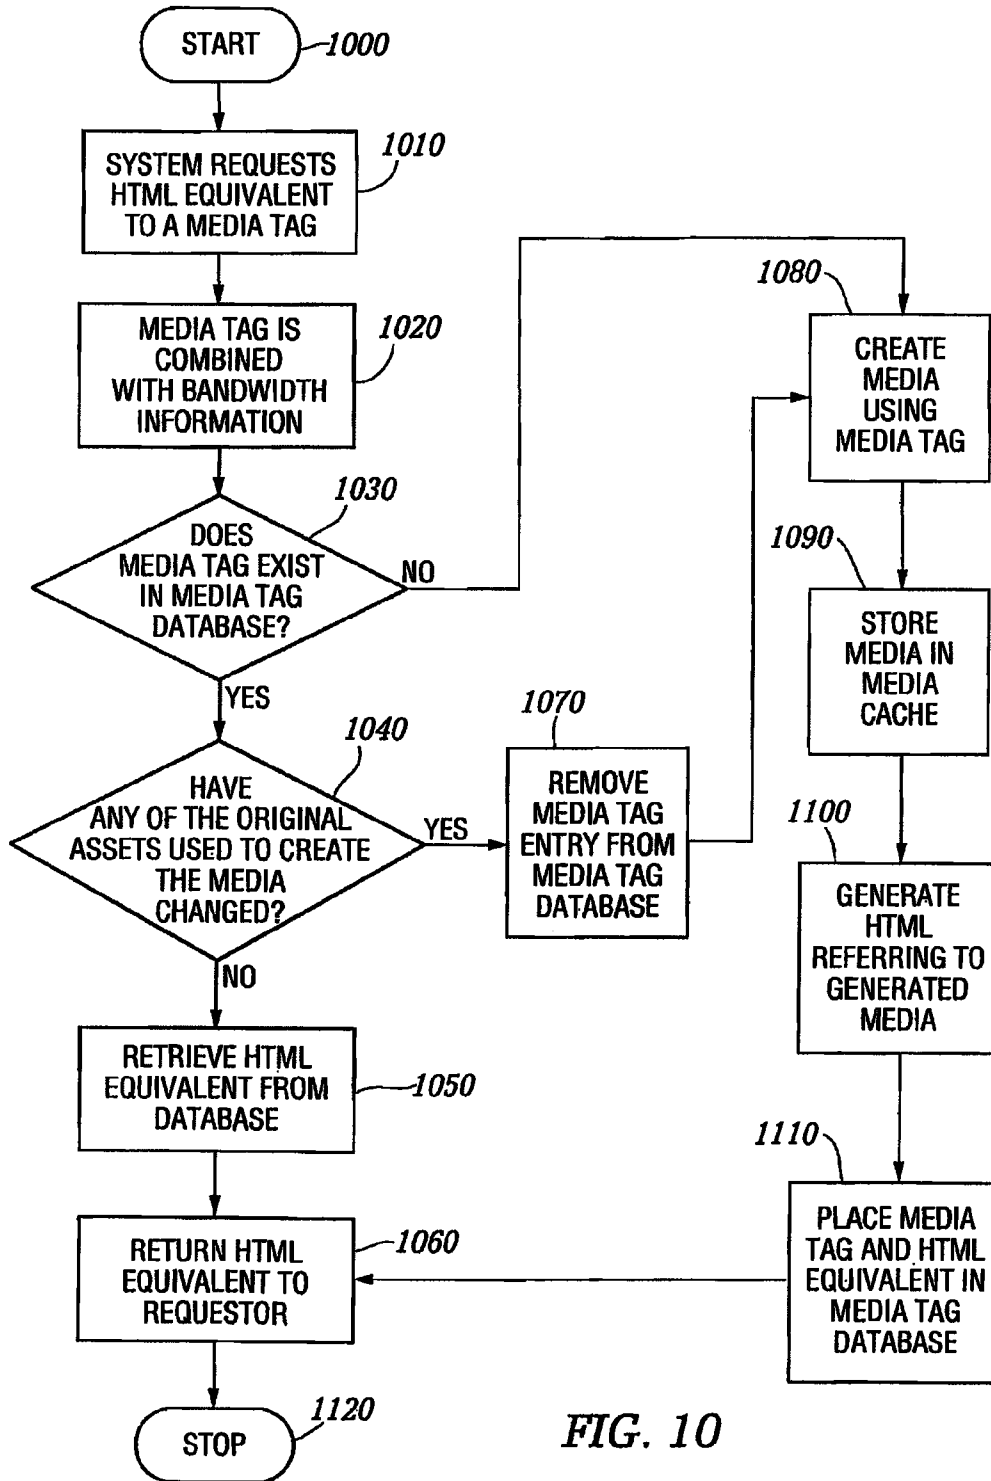 START
1000
SYSTEM REQUESTS
HTML EQUIVALENT
TO A MEDIA TAG
1010
MEDIA TAG IS
COMBINED
WITH BANDWIDTH
INFORMATION
1020
DOES
MEDIA TAG EXIST
IN MEDIA TAG
DATABASE?
1030
NO
YES
HAVE
ANY OF THE ORIGINAL
ASSETS USED TO CREATE
THE MEDIA
CHANGED?
1040
YES
NO
REMOVE
MEDIA TAG
ENTRY FROM
MEDIA TAG
DATABASE
1070
RETRIEVE HTML
EQUIVALENT FROM
DATABASE
1050
RETURN HTML
EQUIVALENT TO
REQUESTOR
1060
STOP
1120
1080
CREATE
MEDIA
USING
MEDIA TAG
1090
STORE
MEDIA IN
MEDIA
CACHE
1100
GENERATE
HTML
REFERRING TO
GENERATED
MEDIA
1110
PLACE MEDIA
TAG AND HTML
EQUIVALENT IN
MEDIA TAG
DATABASE
FIG. 10